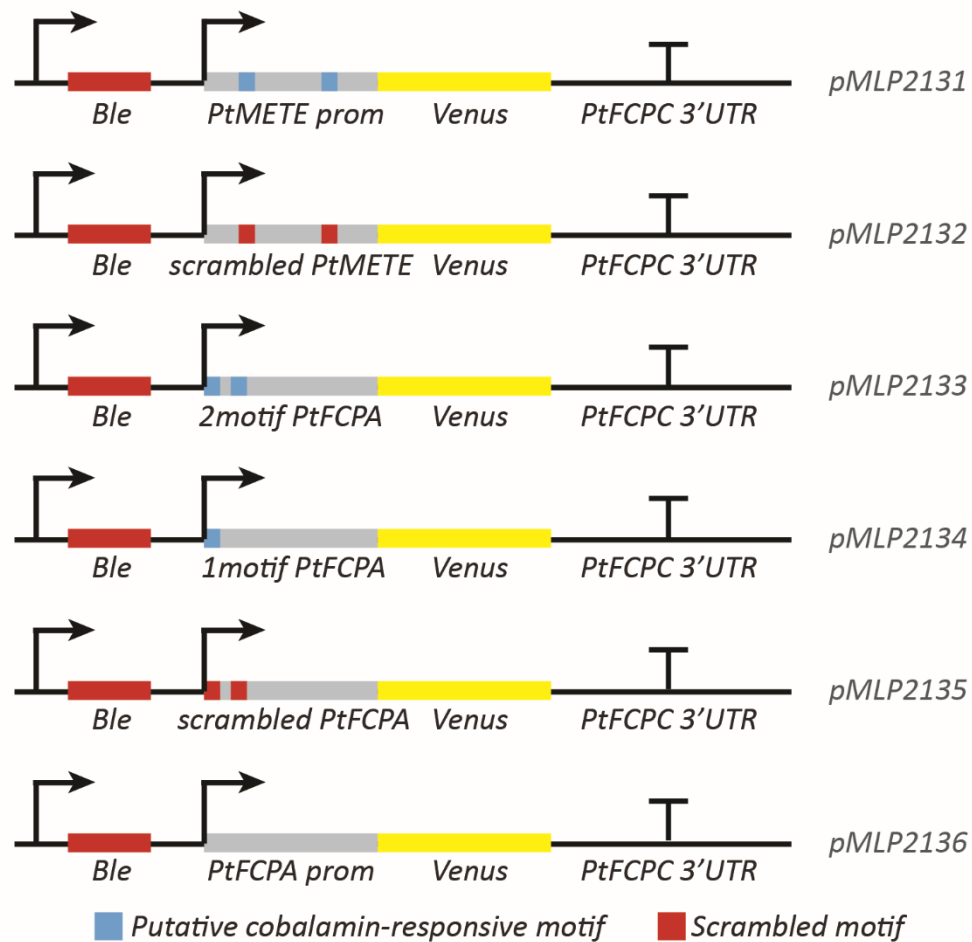 pMLP2131
Ble PtMETE prom Venus PtFCPC 3’UTR
pMLP2132
Ble scrambled PtMETE Venus PtFCPC 3’UTR
pMLP2133
Ble 2motif PtFCPA Venus PtFCPC 3’UTR
pMLP2134
Ble 1motif PtFCPA Venus PtFCPC 3’UTR
pMLP2135
Ble scrambled PtFCPA Venus PtFCPC 3’UTR
pMLP2136
Ble PtFCPA prom Venus PtFCPC 3’UTR
Putative cobalamin-responsive motif Scrambled motif